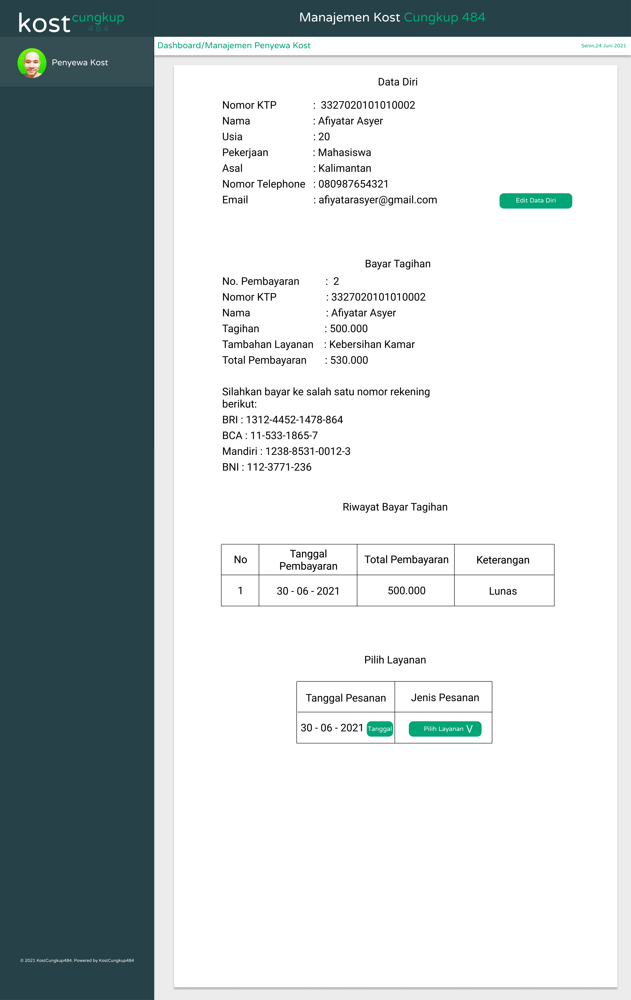 kost cungkup
484
Manajemen Kost Cungkup 484
Dashboard/Manajemen Penyewa Kost
Senin,24 Juni 2021
Penyewa Kost
Data Diri
Nomor KTP : 3327020101010002
Nama : Afiyatar Asyer
Usia : 20
Pekerjaan : Mahasiswa
Asal : Kalimantan
Nomor Telephone : 080987654321
Email : afiyatarasyer@gmail.com
Edit Data Diri
Bayar Tagihan
No. Pembayaran : 2
Nomor KTP : 3327020101010002
Nama : Afiyatar Asyer
Tagihan : 500.000
Tambahan Layanan : Kebersihan Kamar
Total Pembayaran : 530.000
Silahkan bayar ke salah satu nomor rekening
berikut:
BRI : 1312-4452-1478-864
BCA : 11-533-1865-7
Mandiri : 1238-8531-0012-3
BNI : 112-3771-236
Riwayat Bayar Tagihan
No Tanggal Pembayaran Total Pembayaran Keterangan
1 30 - 06 - 2021 500.000 Lunas
Pilih Layanan
Tanggal Pesanan Jenis Pesanan
30 - 06 - 2021 Tanggal Pilih Layanan V
© 2021 KostCungkup484. Powered by KostCungkup484